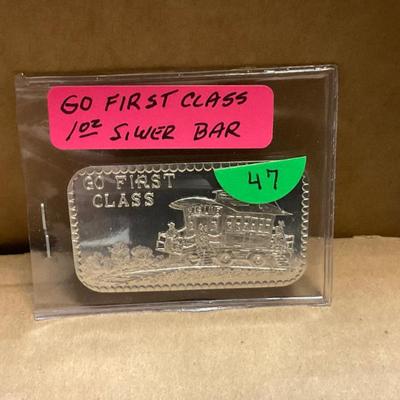 GO FIRST CLASS
1oz SILVER BAR
47
GO FIRST
CLASS